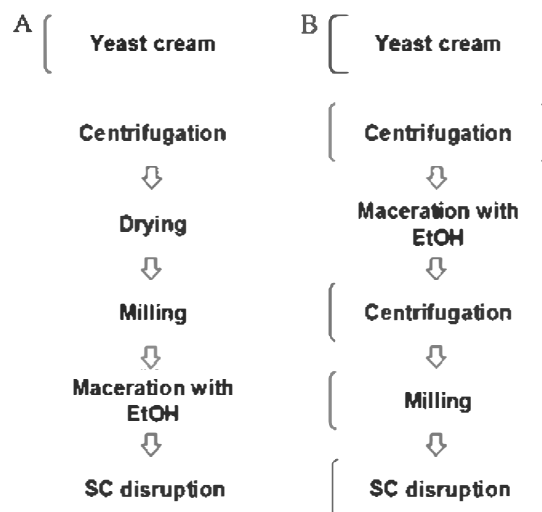 A
Yeast cream
Centrifugation
Drying
Milling
Maceration with
EtOH
SC disruption
B
Yeast cream
Centrifugation
Maceration with
EtOH
Centrifugation
Milling
SC disruption